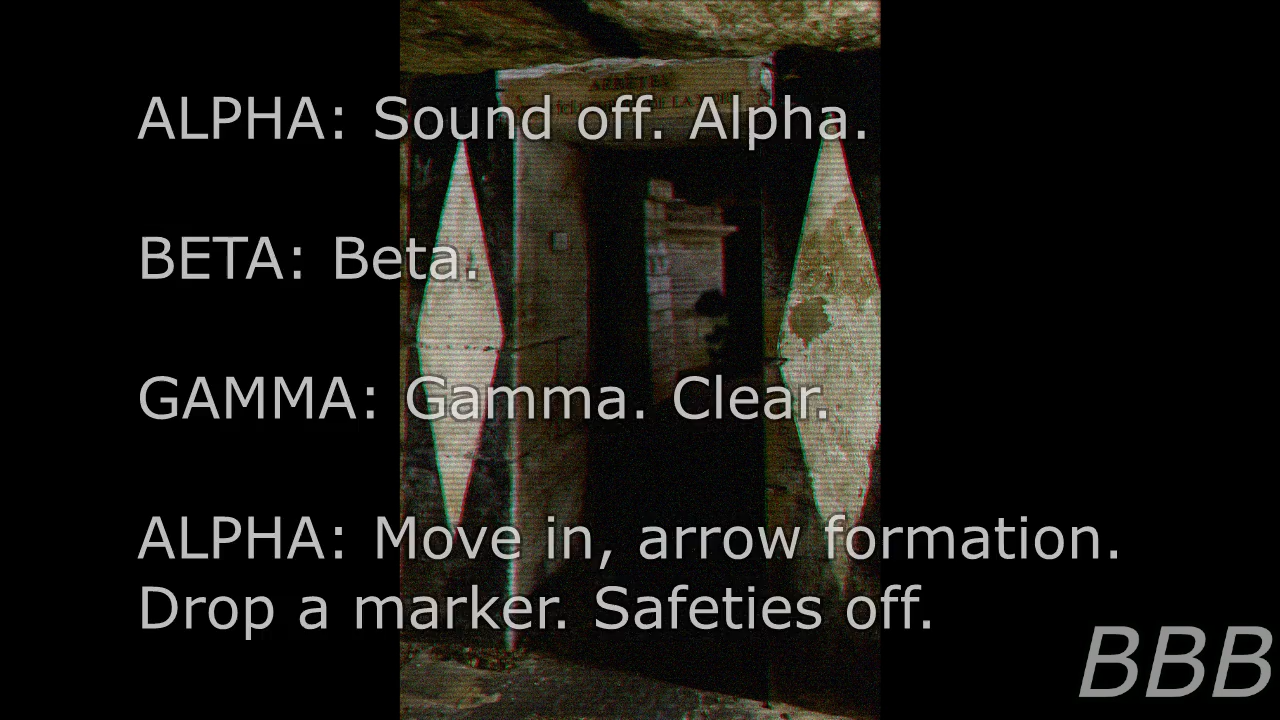 ARRÊTE
ALPHA: Sound off. Alpha.
BETA: Beta.
GAMMA: Gamma. Clear.
ALPHA: Move in, arrow formation.
Drop a marker. Safeties off.
BBB